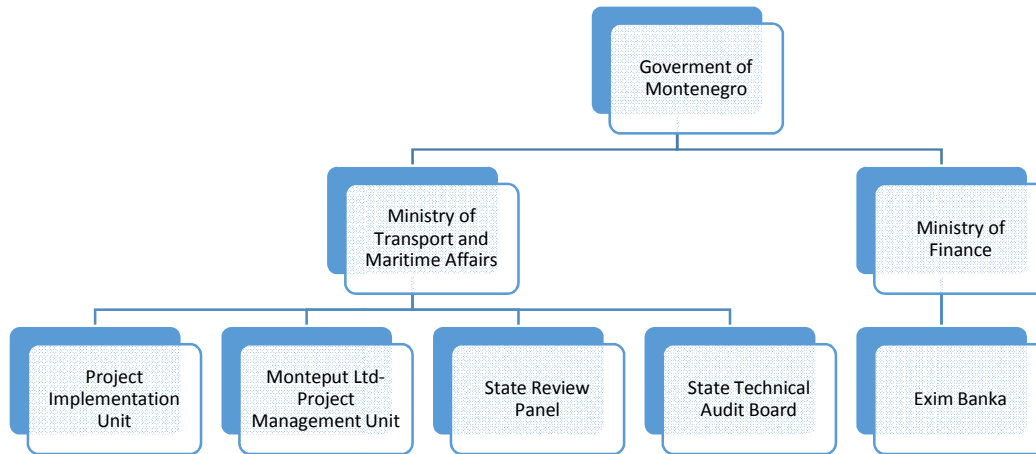 Goverment of
Montenegro
Ministry of
Transport and
Maritime Affairs
Ministry of
Finance
Project
Implementation
Unit
Monteput Ltd-
Project
Management Unit
State Review
Panel
State Technical
Audit Board
Exim Banka